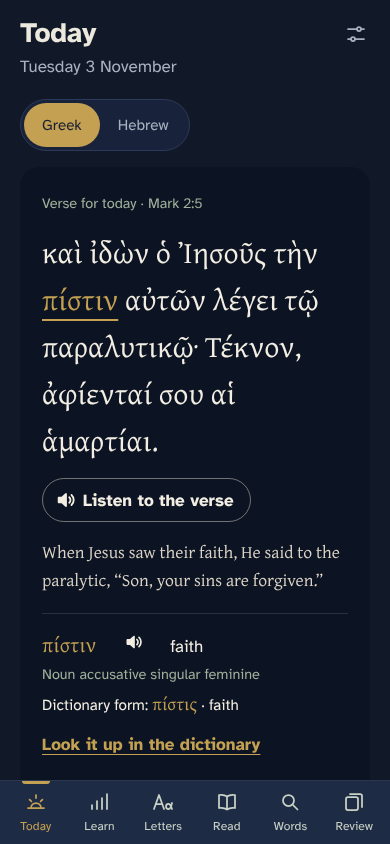 Today
Tuesday 3 November
Greek Hebrew
Verse for today · Mark 2:5
καὶ ἰδὼν ὁ Ἰησοῦς τὴν
πίστιν αὐτῶν λέγει τῷ
παραλυτικῷ· Τέκνον,
ἀφίενταί σου αἱ
ἁμαρτίαι.
Listen to the verse
When Jesus saw their faith, He said to the
paralytic, “Son, your sins are forgiven.”
πίστιν faith
Noun accusative singular feminine
Dictionary form: πίστις · faith
Look it up in the dictionary
Aα
Today Learn Letters Read Words Review